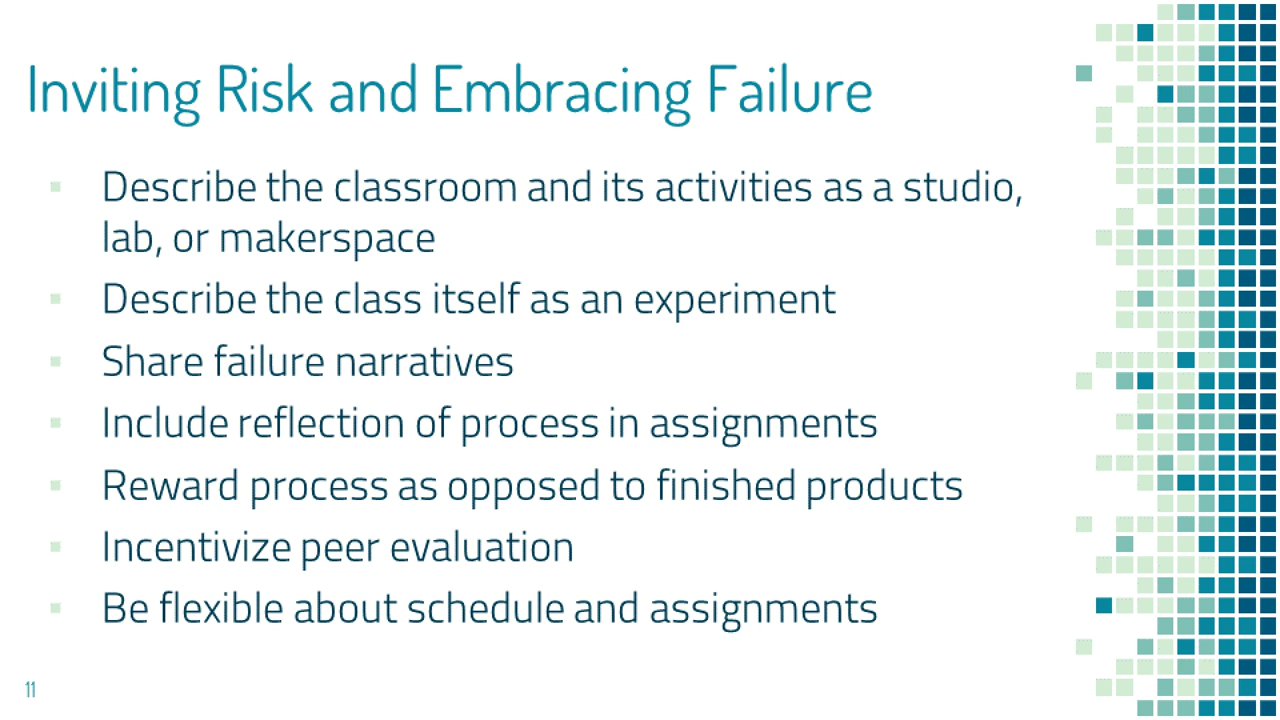 Inviting Risk and Embracing Failure
Describe the classroom and its activities as a studio,
lab, or makerspace
Describe the class itself as an experiment
Share failure narratives
Include reflection of process in assignments
Reward process as opposed to finished products
Incentivize peer evaluation
Be flexible about schedule and assignments
11